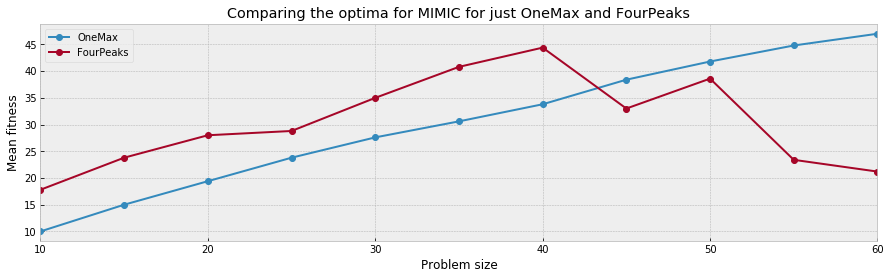 Comparing the optima for MIMIC for just OneMax and FourPeaks
OneMax
FourPeaks
Mean fitness
45
40
35
30
25
20
15
10
10 20 30 40 50 60
Problem size